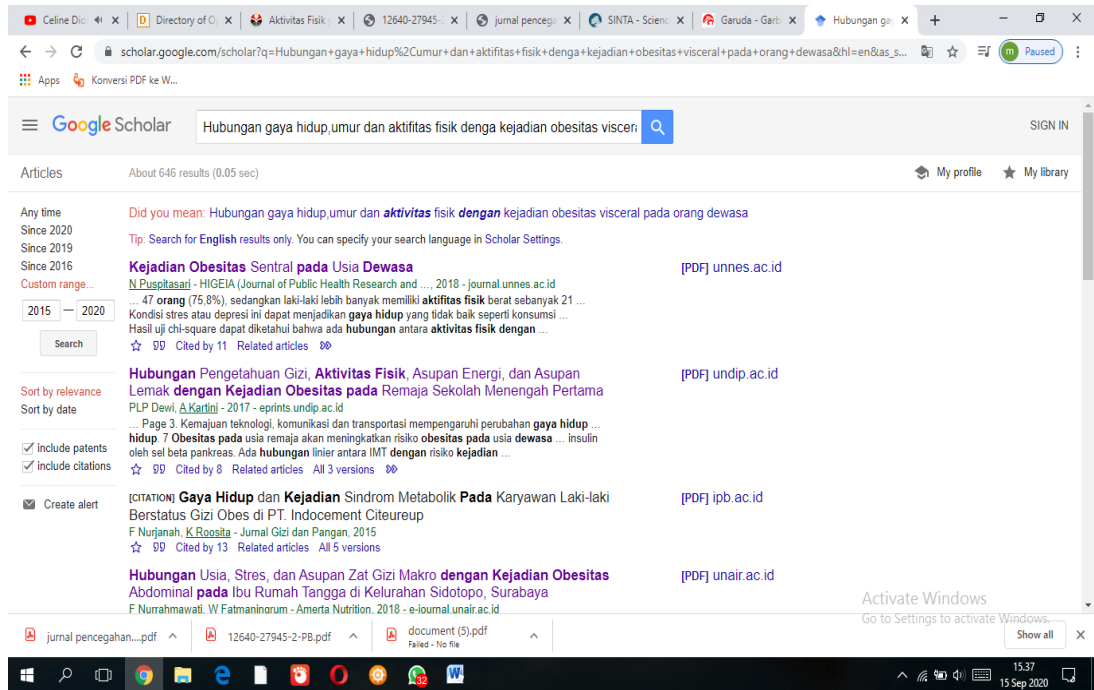 Celine Dio
Directory of O
Aktivitas Fisik
12640-27945-
jurnal pencega
SINTA - Scienc
Garuda - Garb
Hubungan ga
scholar.google.com/scholar?q=Hubungan+gaya+hidup%2Cumur+dan+aktifitas+fisik+denga+kejadian+obesitas+visceral+pada+orang+dewasa&hl=en&as_s...
m Paused
Apps Konversi PDF ke W...
Google Scholar
Hubungan gaya hidup,umur dan aktifitas fisik denga kejadian obesitas viscera
SIGN IN
Articles
About 646 results (0.05 sec)
My profile
My library
Any time
Since 2020
Since 2019
Since 2016
Custom range...
2015 — 2020
Search
Sort by relevance
Sort by date
include patents
include citations
Create alert
Did you mean: Hubungan gaya hidup,umur dan aktivitas fisik dengan kejadian obesitas visceral pada orang dewasa
Tip: Search for English results only. You can specify your search language in Scholar Settings.
Kejadian Obesitas Sentral pada Usia Dewasa
[PDF] unnes.ac.id
N Puspitasari - HIGEIA (Journal of Public Health Research and ..., 2018 - journal.unnes.ac.id
... 47 orang (75,8%), sedangkan laki-laki lebih banyak memiliki aktifitas fisik berat sebanyak 21 ...
Kondisi stres atau depresi ini dapat menjadikan gaya hidup yang tidak baik seperti konsumsi ...
Hasil uji chi-square dapat diketahui bahwa ada hubungan antara aktivitas fisik dengan ...
Cited by 11 Related articles
Hubungan Pengetahuan Gizi, Aktivitas Fisik, Asupan Energi, dan Asupan
[PDF] undip.ac.id
Lemak dengan Kejadian Obesitas pada Remaja Sekolah Menengah Pertama
PLP Dewi, A Kartini - 2017 - eprints.undip.ac.id
... Page 3. Kemajuan teknologi, komunikasi dan transportasi mempengaruhi perubahan gaya hidup ...
hidup. 7 Obesitas pada usia remaja akan meningkatkan risiko obesitas pada usia dewasa ... insulin
oleh sel beta pankreas. Ada hubungan linier antara IMT dengan risiko kejadian ...
Cited by 8 Related articles All 3 versions
[CITATION] Gaya Hidup dan Kejadian Sindrom Metabolik Pada Karyawan Laki-laki
[PDF] ipb.ac.id
Berstatus Gizi Obes di PT. Indocement Citeureup
F Nurjanah, K Roosita - Jurnal Gizi dan Pangan, 2015
Cited by 13 Related articles All 5 versions
Hubungan Usia, Stres, dan Asupan Zat Gizi Makro dengan Kejadian Obesitas
[PDF] unair.ac.id
Abdominal pada Ibu Rumah Tangga di Kelurahan Sidotopo, Surabaya
F Nurrahmawati, W Fatmaningrum - Amerta Nutrition, 2018 - e-journal.unair.ac.id
Activate Windows
Go to Settings to activate Windows.
jurnal pencegahan....pdf
12640-27945-2-PB.pdf
document (5).pdf
Failed - No file
Show all
32
15.37
15 Sep 2020